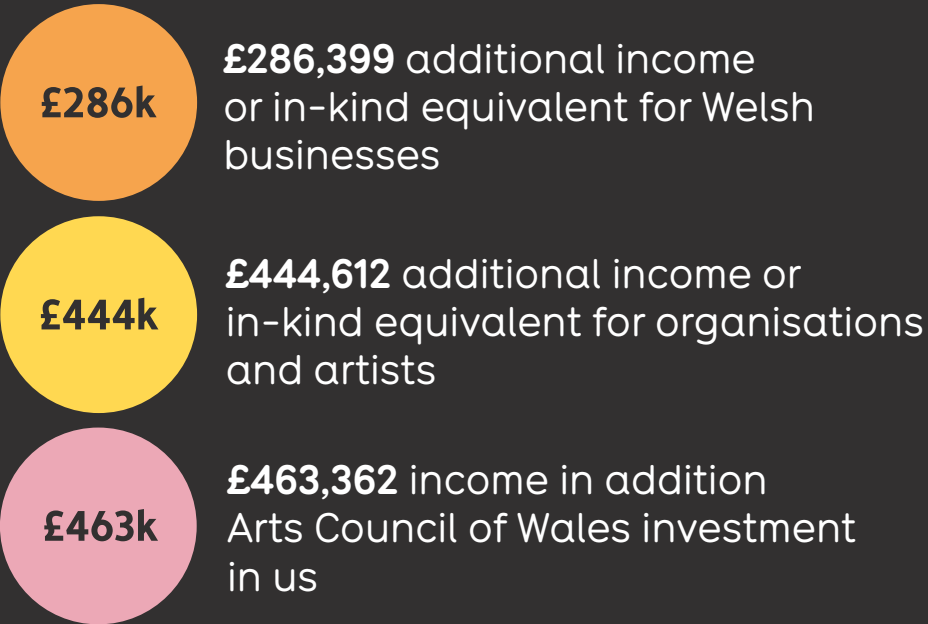 £286k
£286,399 additional income
or in-kind equivalent for Welsh
businesses
£444k
£444,612 additional income or
in-kind equivalent for organisations
and artists
£463k
£463,362 income in addition
Arts Council of Wales investment
in us